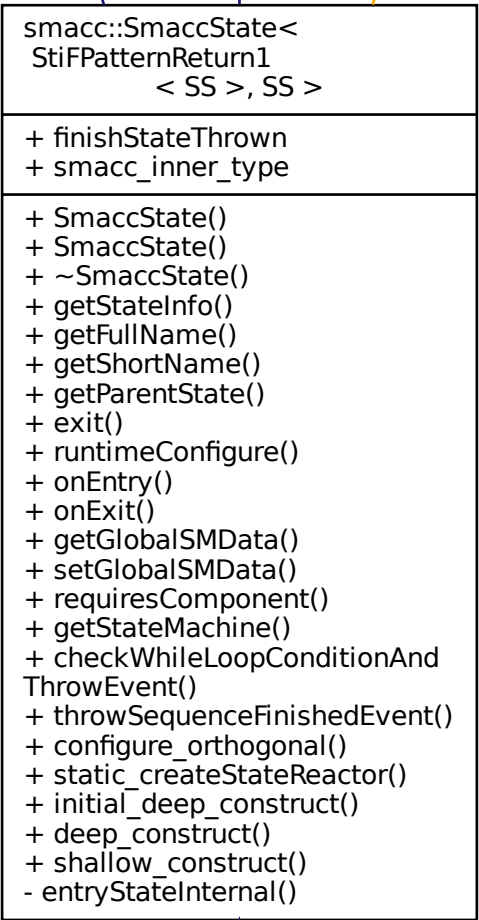 smacc::SmaccState<
StiFPatternReturn1
< SS >, SS >
+ finishStateThrown
+ smacc_inner_type
+ SmaccState()
+ SmaccState()
+ ~SmaccState()
+ getStateInfo()
+ getFullName()
+ getShortName()
+ getParentState()
+ exit()
+ runtimeConfigure()
+ onEntry()
+ onExit()
+ getGlobalSMData()
+ setGlobalSMData()
+ requiresComponent()
+ getStateMachine()
+ checkWhileLoopConditionAnd
ThrowEvent()
+ throwSequenceFinishedEvent()
+ configure_orthogonal()
+ static_createStateReactor()
+ initial_deep_construct()
+ deep_construct()
+ shallow_construct()
- entryStateInternal()